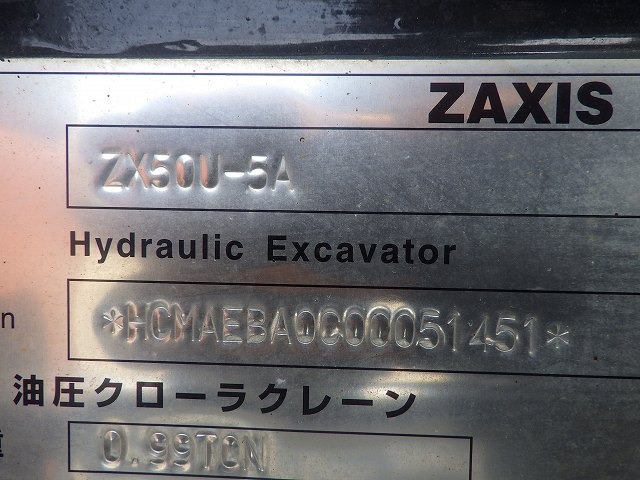 ZAXIS
ZX50U-5A
Hydraulic Excavator
n
*HCMAEBA0C00051451*
油圧クローラクレーン
0.99TON